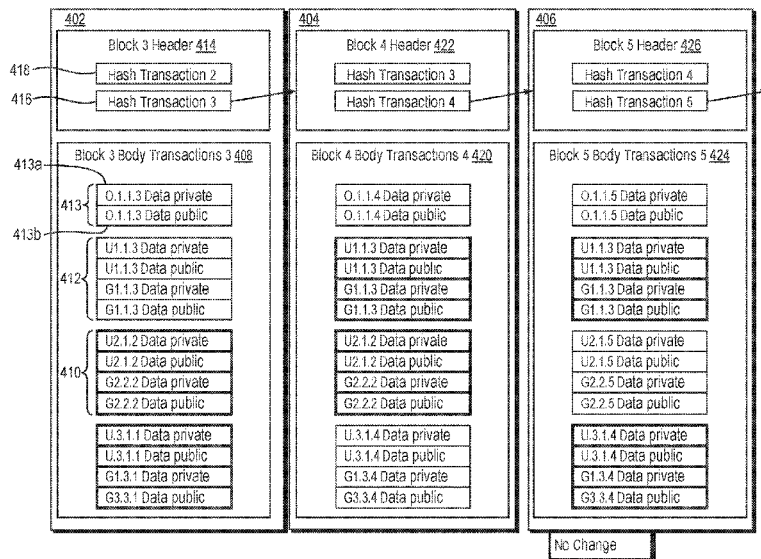 402
Block 3 Header 414
418
Hash Transaction 2
416
Hash Transaction 3
Block 3 Body Transactions 3 408
413a
413
O.1.1.3 Data private
O.1.1.3 Data public
413b
412
U1.1.3 Data private
U1.1.3 Data public
G1.1.3 Data private
G1.1.3 Data public
410
U2.1.2 Data private
U2.1.2 Data public
G2.2.2 Data private
G2.2.2 Data public
U.3.1.1 Data private
U.3.1.1 Data public
G1.3.1 Data private
G3.3.1 Data public
404
Block 4 Header 422
Hash Transaction 3
Hash Transaction 4
Block 4 Body Transactions 4 420
O.1.1.4 Data private
O.1.1.4 Data public
U1.1.3 Data private
U1.1.3 Data public
G1.1.3 Data private
G1.1.3 Data public
U2.1.2 Data private
U2.1.2 Data public
G2.2.2 Data private
G2.2.2 Data public
U.3.1.4 Data private
U.3.1.4 Data public
G1.3.4 Data private
G3.3.4 Data public
406
Block 5 Header 426
Hash Transaction 4
Hash Transaction 5
Block 5 Body Transactions 5 424
O.1.1.5 Data private
O.1.1.5 Data public
U1.1.3 Data private
U1.1.3 Data public
G1.1.3 Data private
G1.1.3 Data public
U2.1.5 Data private
U2.1.5 Data public
G2.2.5 Data private
G2.2.5 Data public
U.3.1.4 Data private
U.3.1.4 Data public
G1.3.4 Data private
G3.3.4 Data public
No Change